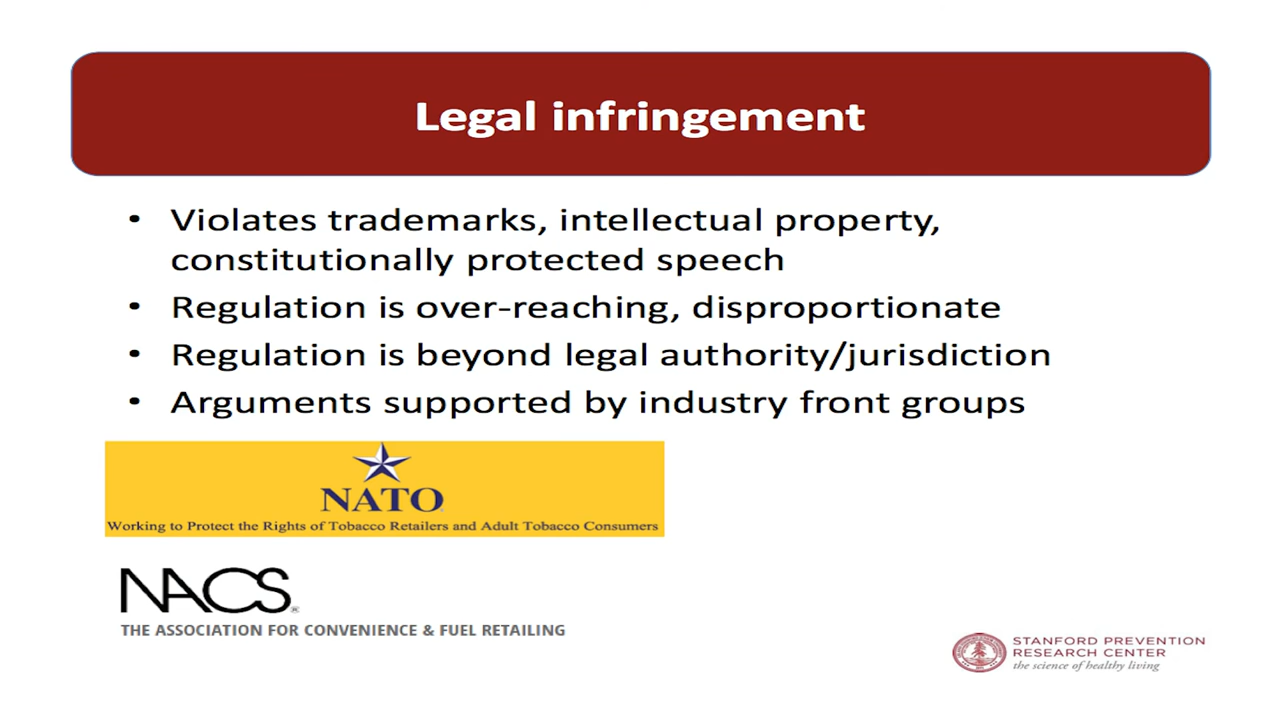 Legal infringement
• Violates trademarks, intellectual property,
constitutionally protected speech
• Regulation is over-reaching, disproportionate
• Regulation is beyond legal authority/jurisdiction
• Arguments supported by industry front groups
NATO
Working to Protect the Rights of Tobacco Retailers and Adult Tobacco Consumers
NACS®
THE ASSOCIATION FOR CONVENIENCE & FUEL RETAILING
STANFORD PREVENTION
RESEARCH CENTER
the science of healthy living